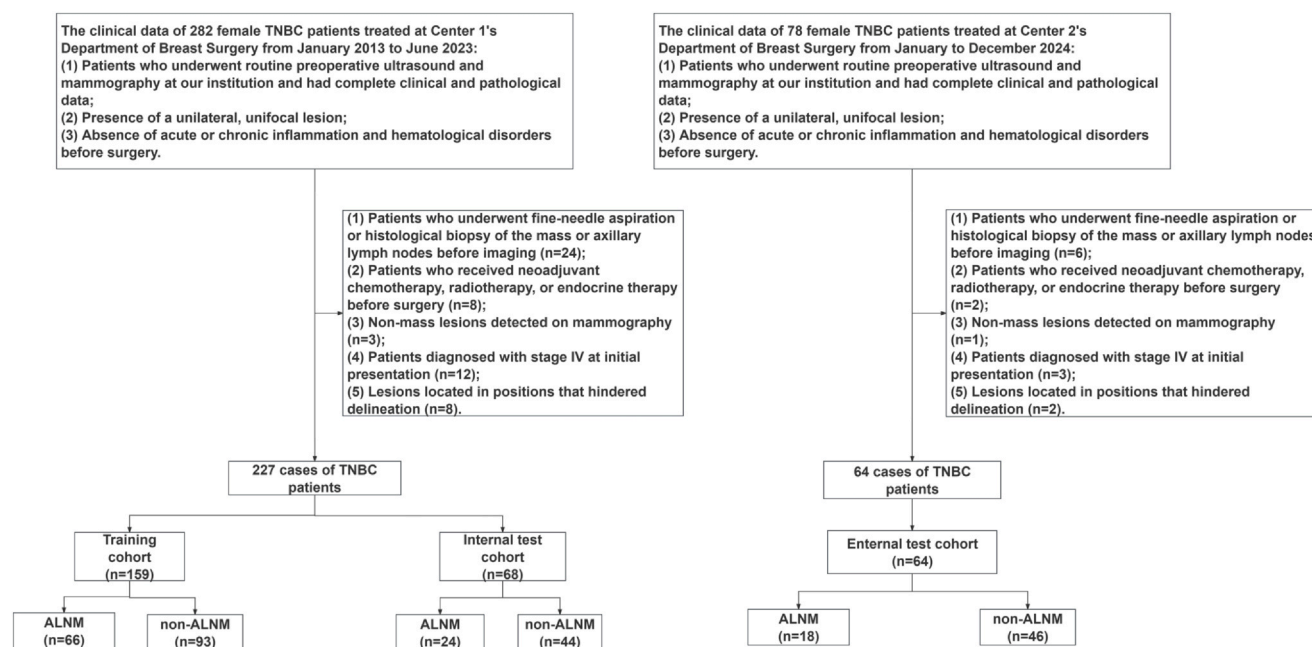 The clinical data of 282 female TNBC patients treated at Center 1's
Department of Breast Surgery from January 2013 to June 2023:
(1) Patients who underwent routine preoperative ultrasound and
mammography at our institution and had complete clinical and pathological
data;
(2) Presence of a unilateral, unifocal lesion;
(3) Absence of acute or chronic inflammation and hematological disorders
before surgery.
(1) Patients who underwent fine-needle aspiration
or histological biopsy of the mass or axillary
lymph nodes before imaging (n=24);
(2) Patients who received neoadjuvant
chemotherapy, radiotherapy, or endocrine therapy
before surgery (n=8);
(3) Non-mass lesions detected on mammography
(n=3);
(4) Patients diagnosed with stage IV at initial
presentation (n=12);
(5) Lesions located in positions that hindered
delineation (n=8).
227 cases of TNBC
patients
Training
cohort
(n=159)
Internal test
cohort
(n=68)
ALNM
(n=66)
non-ALNM
(n=93)
ALNM
(n=24)
non-ALNM
(n=44)
The clinical data of 78 female TNBC patients treated at Center 2's
Department of Breast Surgery from January to December 2024:
(1) Patients who underwent routine preoperative ultrasound and
mammography at our institution and had complete clinical and pathological
data;
(2) Presence of a unilateral, unifocal lesion;
(3) Absence of acute or chronic inflammation and hematological disorders
before surgery.
(1) Patients who underwent fine-needle aspiration or
histological biopsy of the mass or axillary lymph nodes
before imaging (n=6);
(2) Patients who received neoadjuvant chemotherapy,
radiotherapy, or endocrine therapy before surgery
(n=2);
(3) Non-mass lesions detected on mammography
(n=1);
(4) Patients diagnosed with stage IV at initial
presentation (n=3);
(5) Lesions located in positions that hindered
delineation (n=2).
64 cases of TNBC
patients
Enternal test cohort
(n=64)
ALNM
(n=18)
non-ALNM
(n=46)